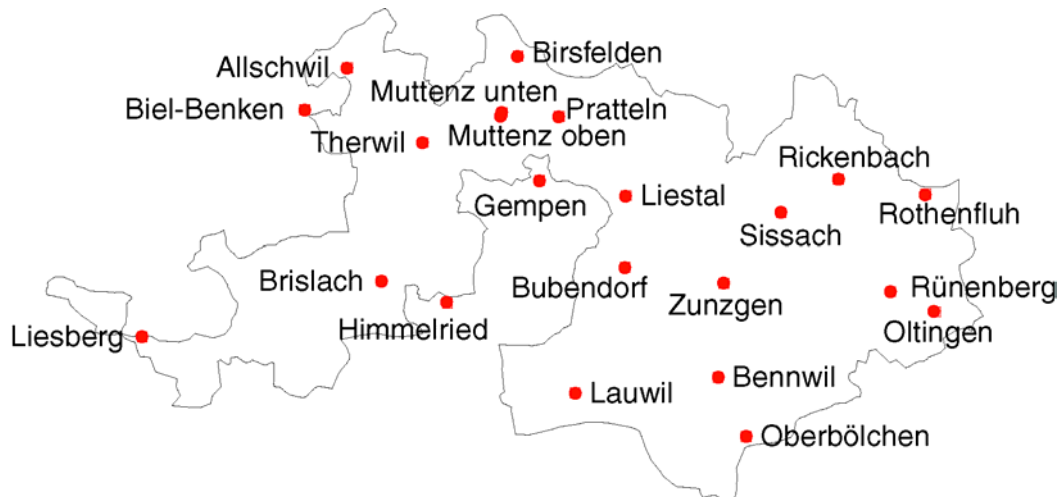 Birsfelden
Allschwil
Muttenz unten
Biel-Benken
Pratteln
Muttenz oben
Therwil
Rickenbach
Gempen
Liestal
Rothenfluh
Sissach
Brislach
Bubendorf
Zunzgen
Rünenberg
Himmelried
Oltingen
Liesberg
Bennwil
Lauwil
Oberbölchen